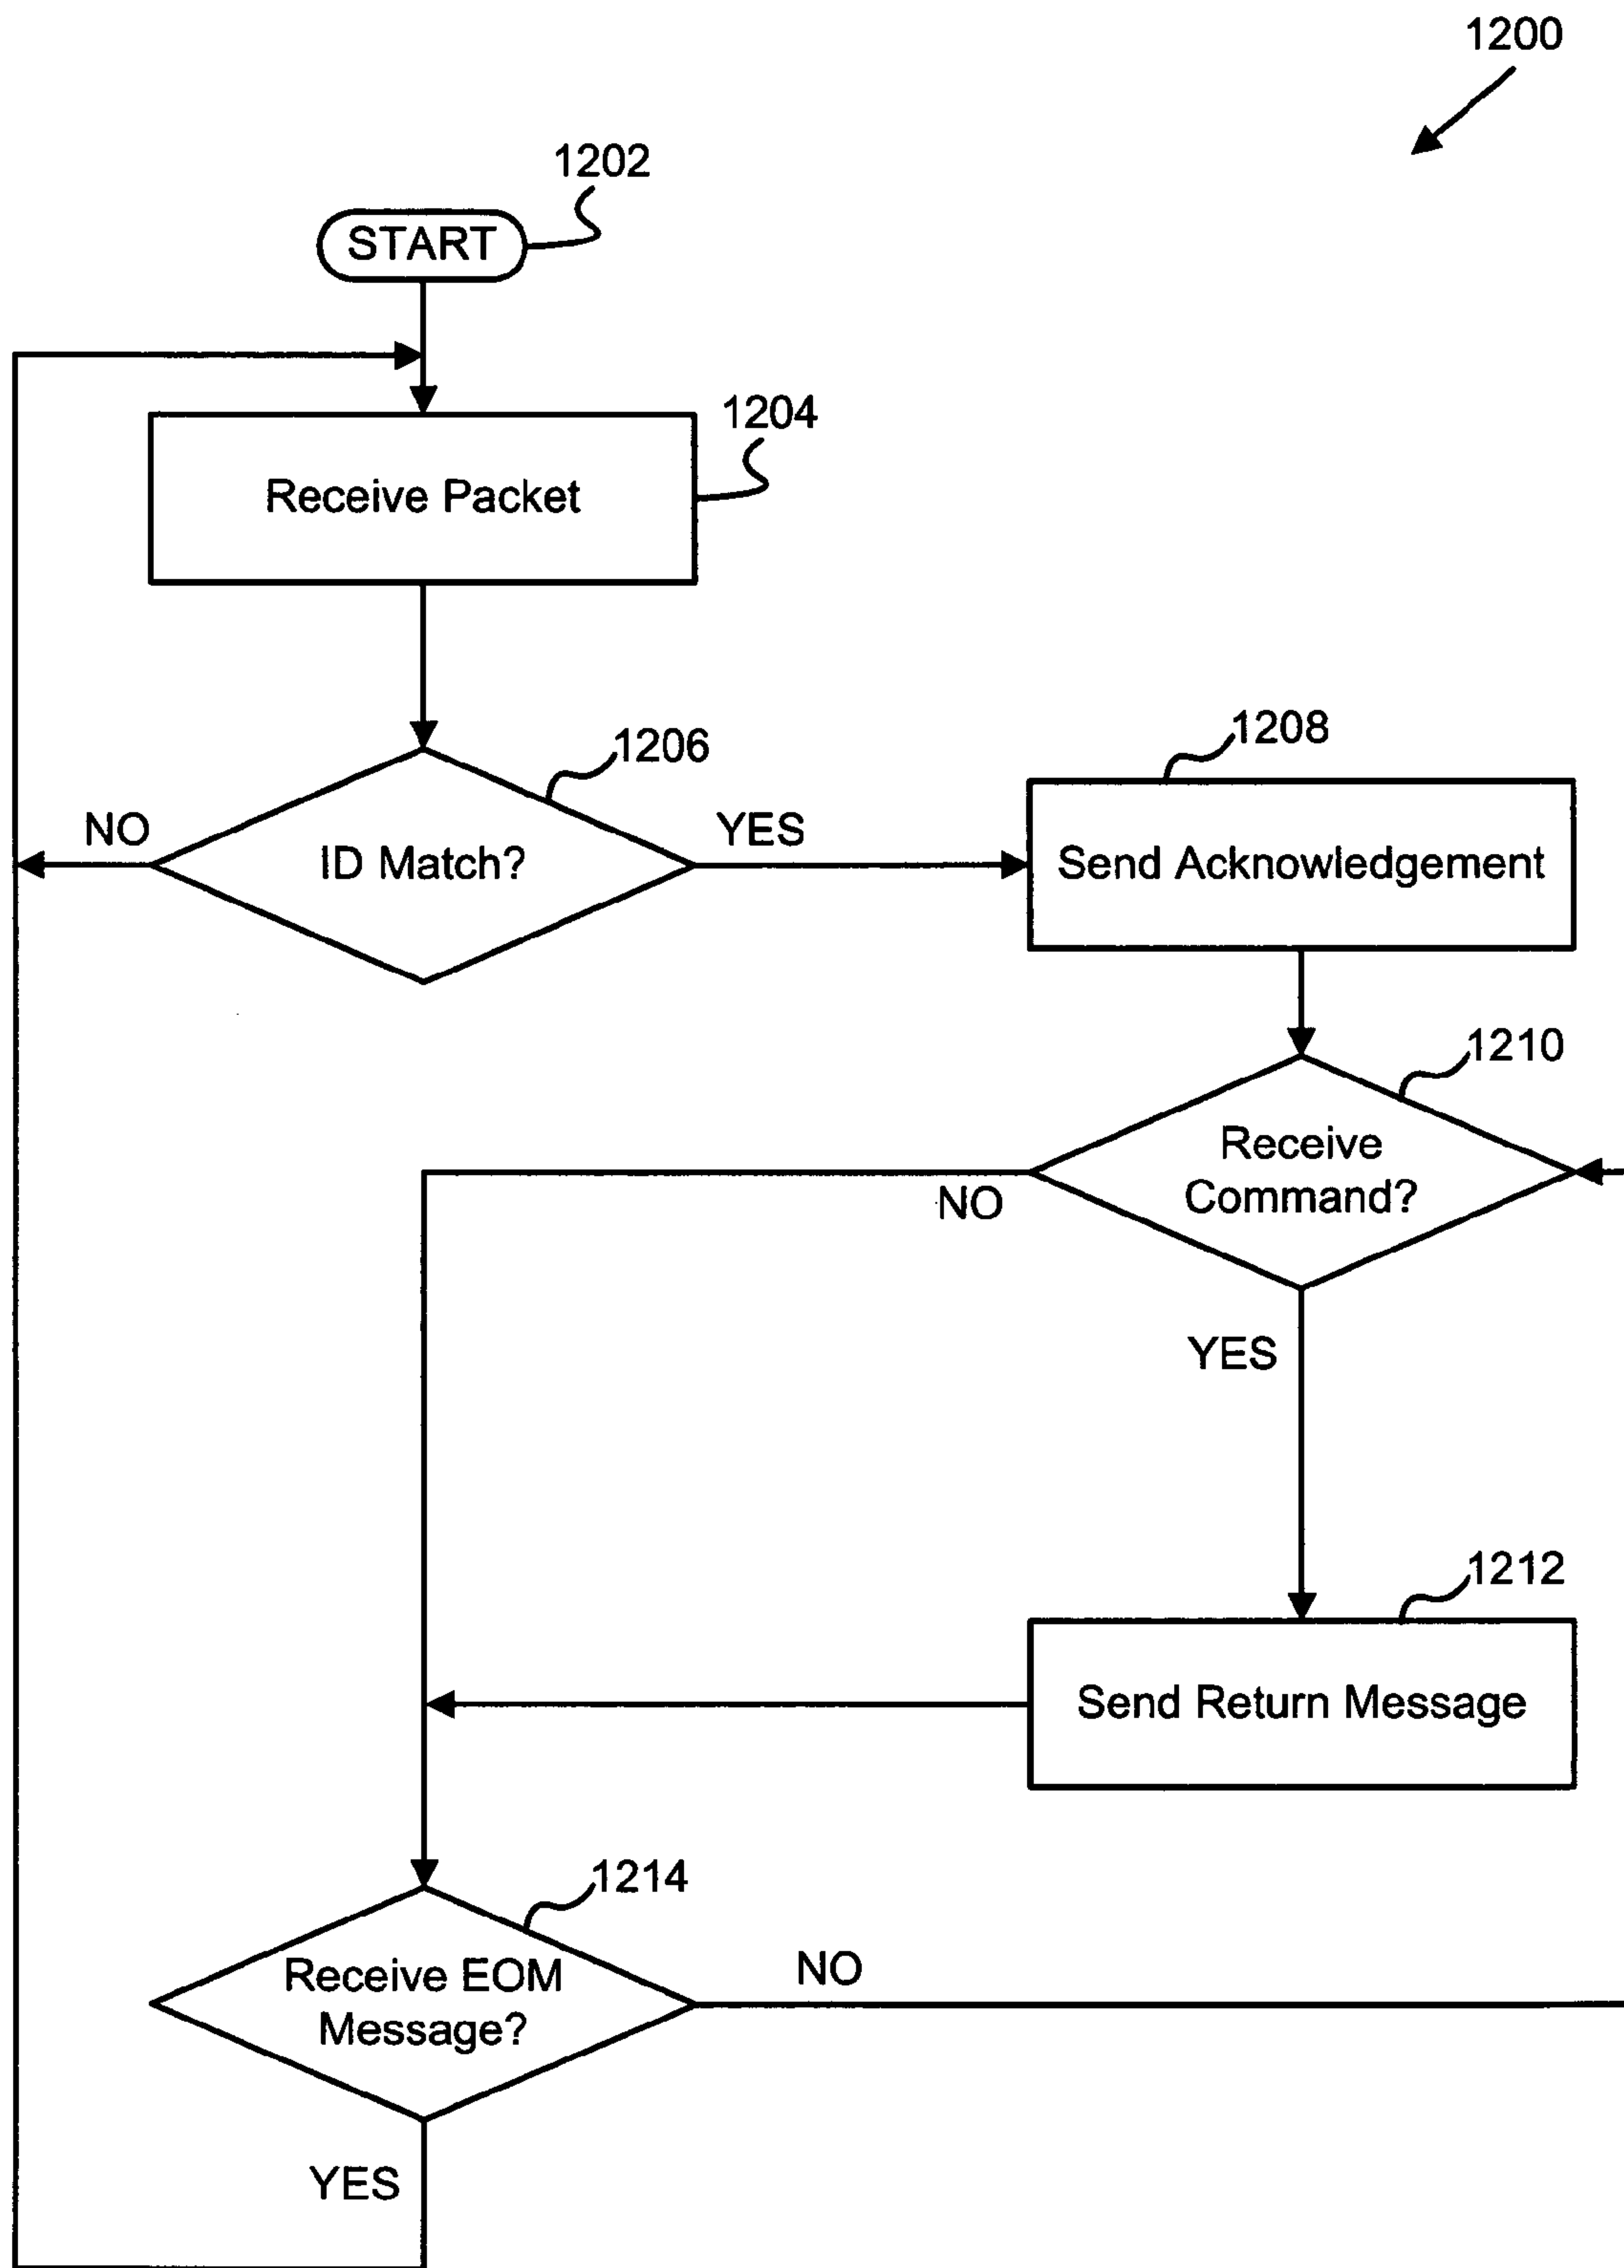 1200
1202
START
1204
Receive Packet
1206
1208
NO
YES
ID Match?
Send Acknowledgement
1210
Receive
Command?
NO
YES
1212
Send Return Message
1214
Receive EOM
Message?
NO
YES